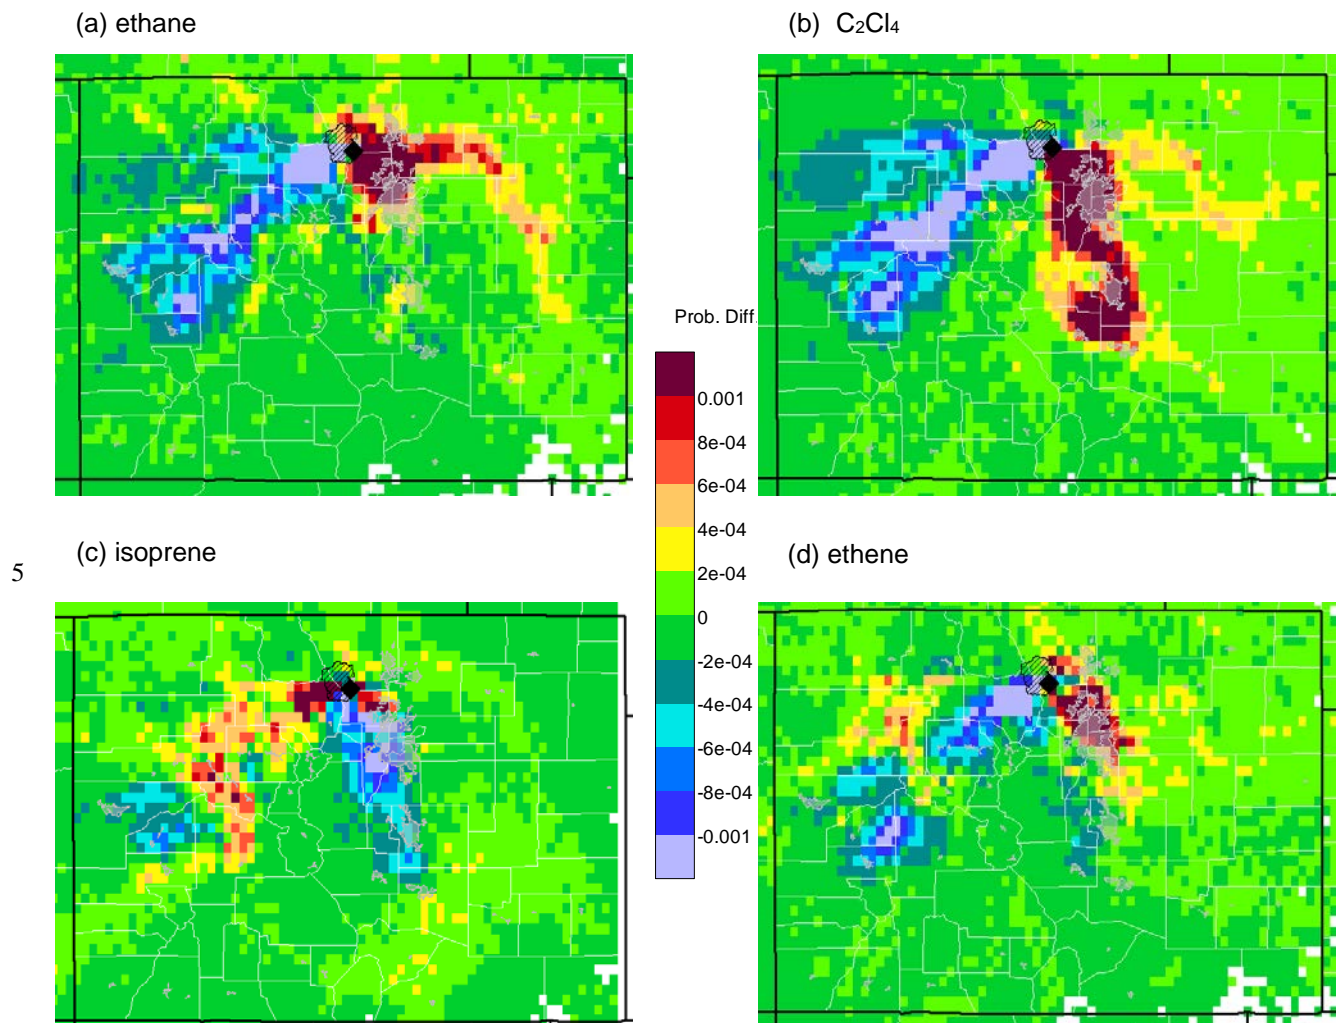 (a) ethane
(b) C₂Cl₄
Prob. Diff.
0.001
8e-04
6e-04
4e-04
2e-04
0
-2e-04
-4e-04
-6e-04
-8e-04
-0.001
5
(c) isoprene
(d) ethene